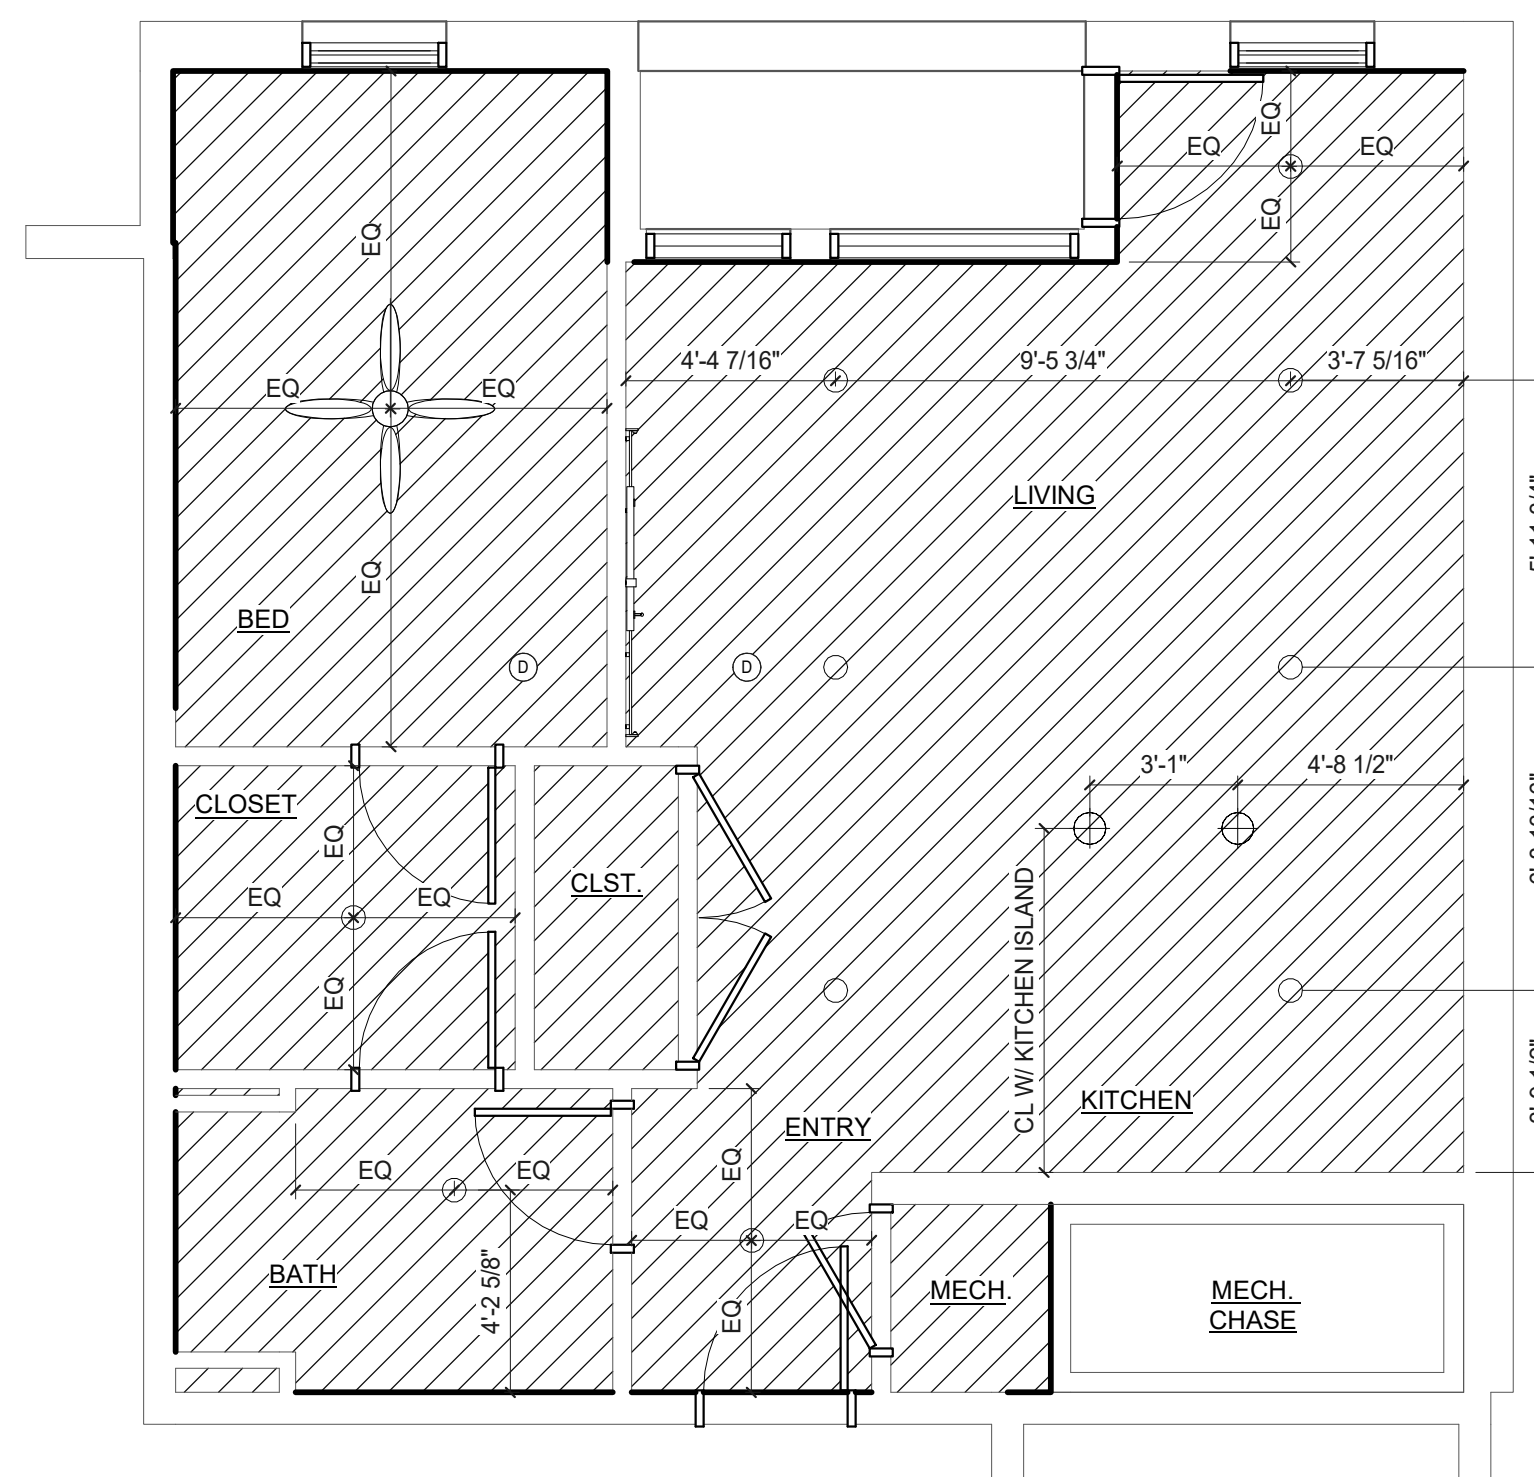 EQ
EQ
EQ
EQ
EQ
EQ
4'-4 7/16"
9'-5 3/4"
3'-7 5/16"
EQ
EQ
LIVING
EQ
BED
D
D
3'-1"
4'-8 1/2"
CLOSET
EQ
CLST.
EQ
EQ
CL W/ KITCHEN ISLAND
EQ
KITCHEN
ENTRY
EQ
EQ
EQ
EQ
EQ
BATH
4'-2 5/8"
EQ
MECH.
MECH.
CHASE